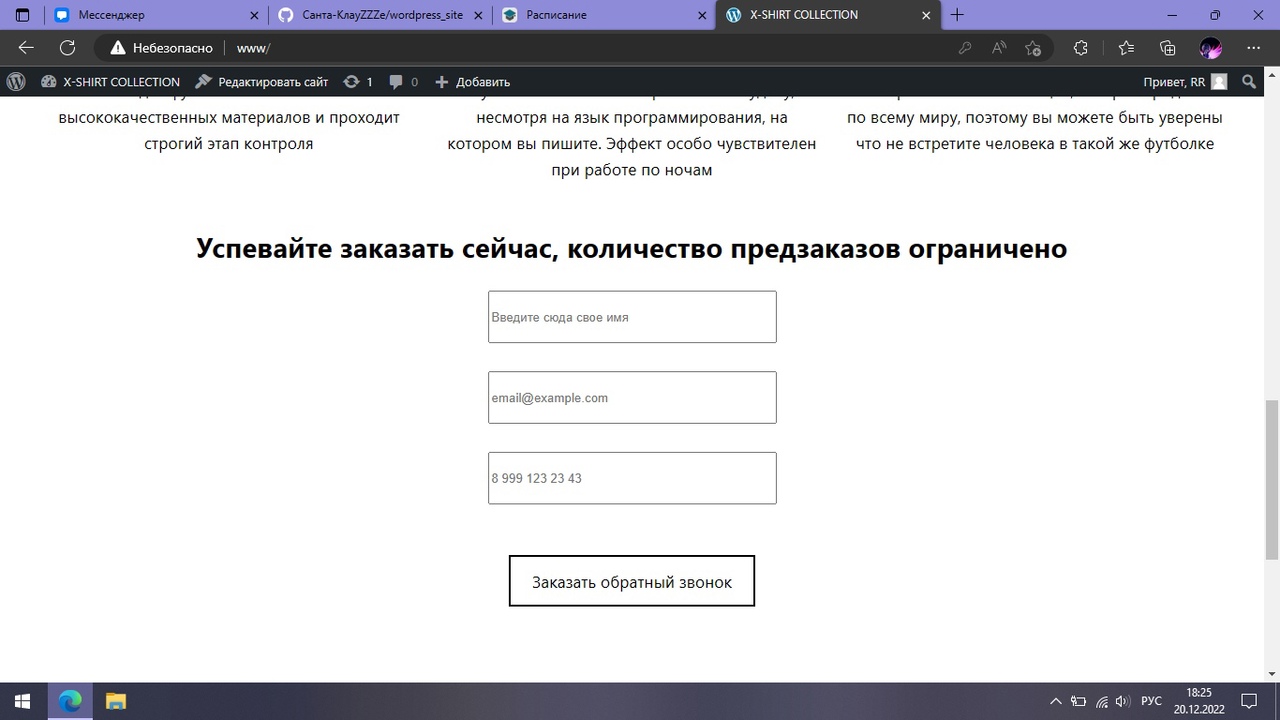 Мессенджер
Санта-КлауZZZе/wordpress_site
Расписание
X-SHIRT COLLECTION
Небезопасно
www/
X-SHIRT COLLECTION
Редактировать сайт
1
0
Добавить
Привет, RR
высококачественных материалов и проходит
строгий этап контроля
несмотря на язык программирования, на
котором вы пишите. Эффект особо чувствителен
при работе по ночам
по всему миру, поэтому вы можете быть уверены
что не встретите человека в такой же футболке
Успевайте заказать сейчас, количество предзаказов ограничено
Введите сюда свое имя
email@example.com
8 999 123 23 43
Заказать обратный звонок
РУС
18:25
20.12.2022